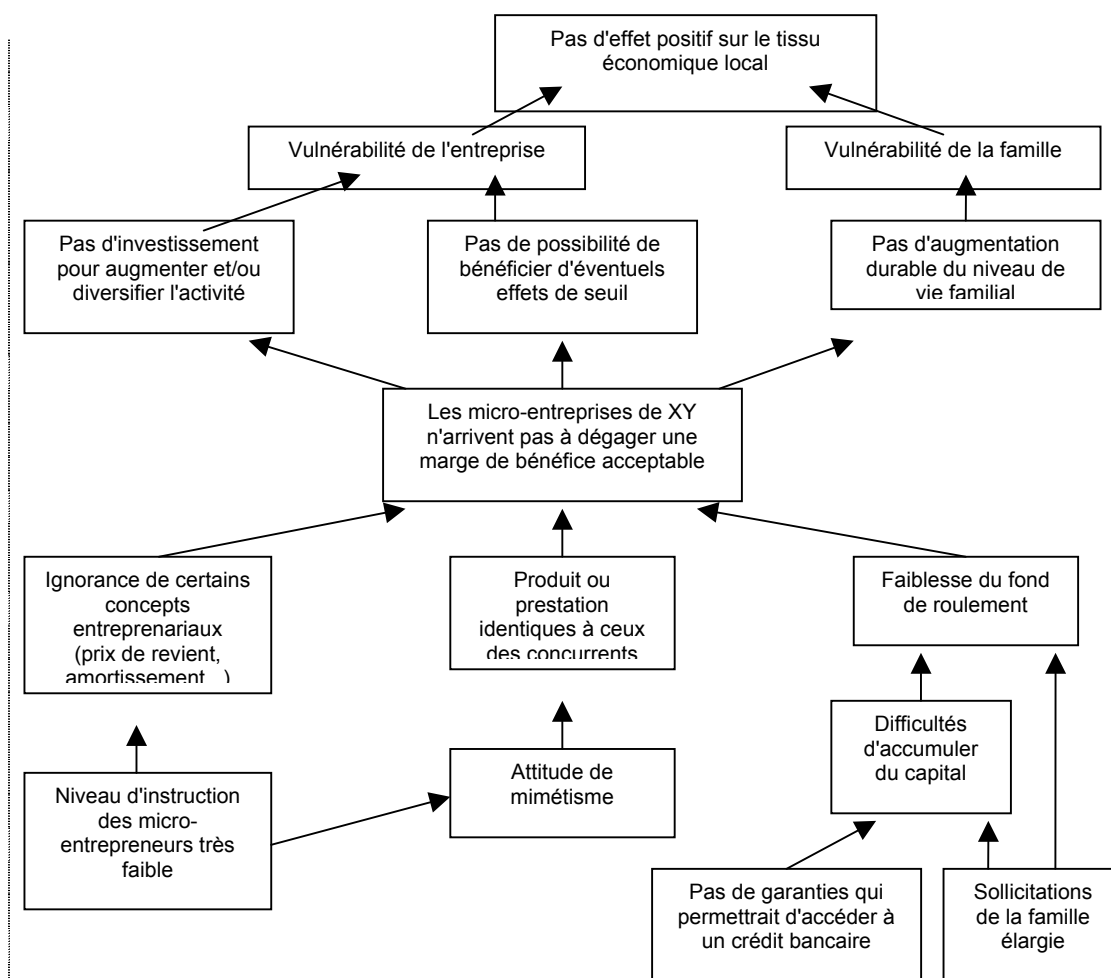 Pas d'effet positif sur le tissu
économique local
Vulnérabilité de l'entreprise
Vulnérabilité de la famille
Pas d'investissement
pour augmenter et/ou
diversifier l'activité
Pas de possibilité de
bénéficier d'éventuels
effets de seuil
Pas d'augmentation
durable du niveau de
vie familial
Les micro-entreprises de XY
n'arrivent pas à dégager une
marge de bénéfice acceptable
Ignorance de certains
concepts
entreprenariaux
(prix de revient,
amortissement...)
Produit ou
prestation
identiques à ceux
des concurrents
Faiblesse du fond
de roulement
Difficultés
d'accumuler
du capital
Niveau d'instruction
des micro-
entrepreneurs très
faible
Attitude de
mimétisme
Pas de garanties qui
permettrait d'accéder à
un crédit bancaire
Sollicitations
de la famille
élargie